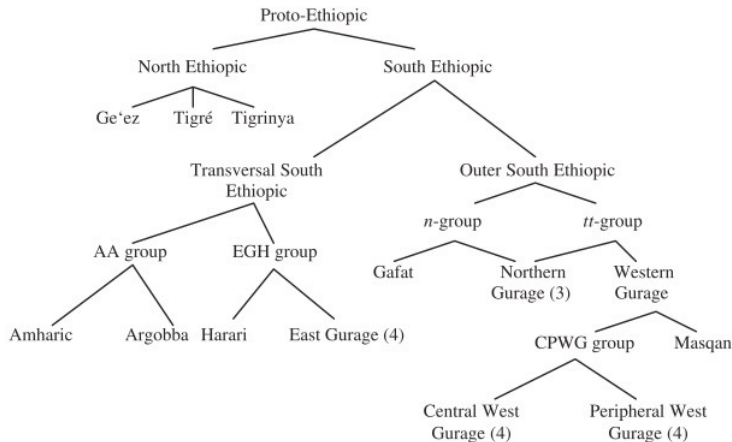 Proto-Ethiopic
North Ethiopic
South Ethiopic
Ge‘ez
Tigré
Tigrinya
Transversal South
Ethiopic
Outer South Ethiopic
n-group
tt-group
AA group
EGH group
Gafat
Northern
Gurage (3)
Western
Gurage
Amharic
Argobba
Harari
East Gurage (4)
CPWG group
Masqan
Central West
Gurage (4)
Peripheral West
Gurage (4)